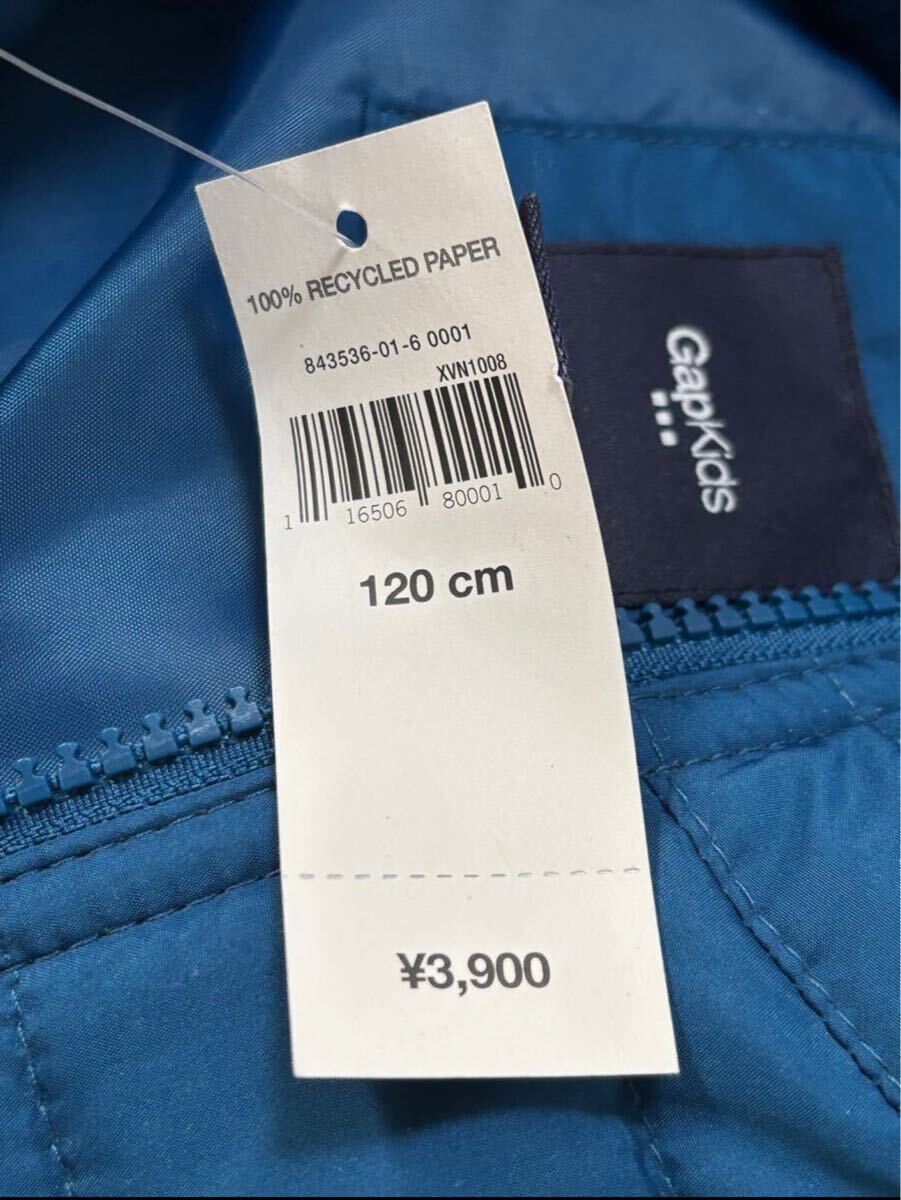 100% RECYCLED PAPER
843536-01-6 0001
XVN1008
1 16506 80001 0
120 cm
¥3,900
GapKids